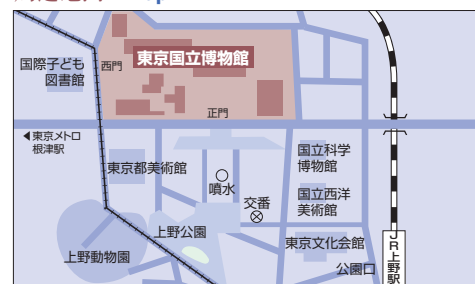 東京国立博物館
国際子ども
図書館
西門
正門
◀東京メトロ
根津駅
東京都美術館
噴水
国立科学
博物館
交番
国立西洋
美術館
上野公園
東京文化会館
上野動物園
公園口
JR上野駅